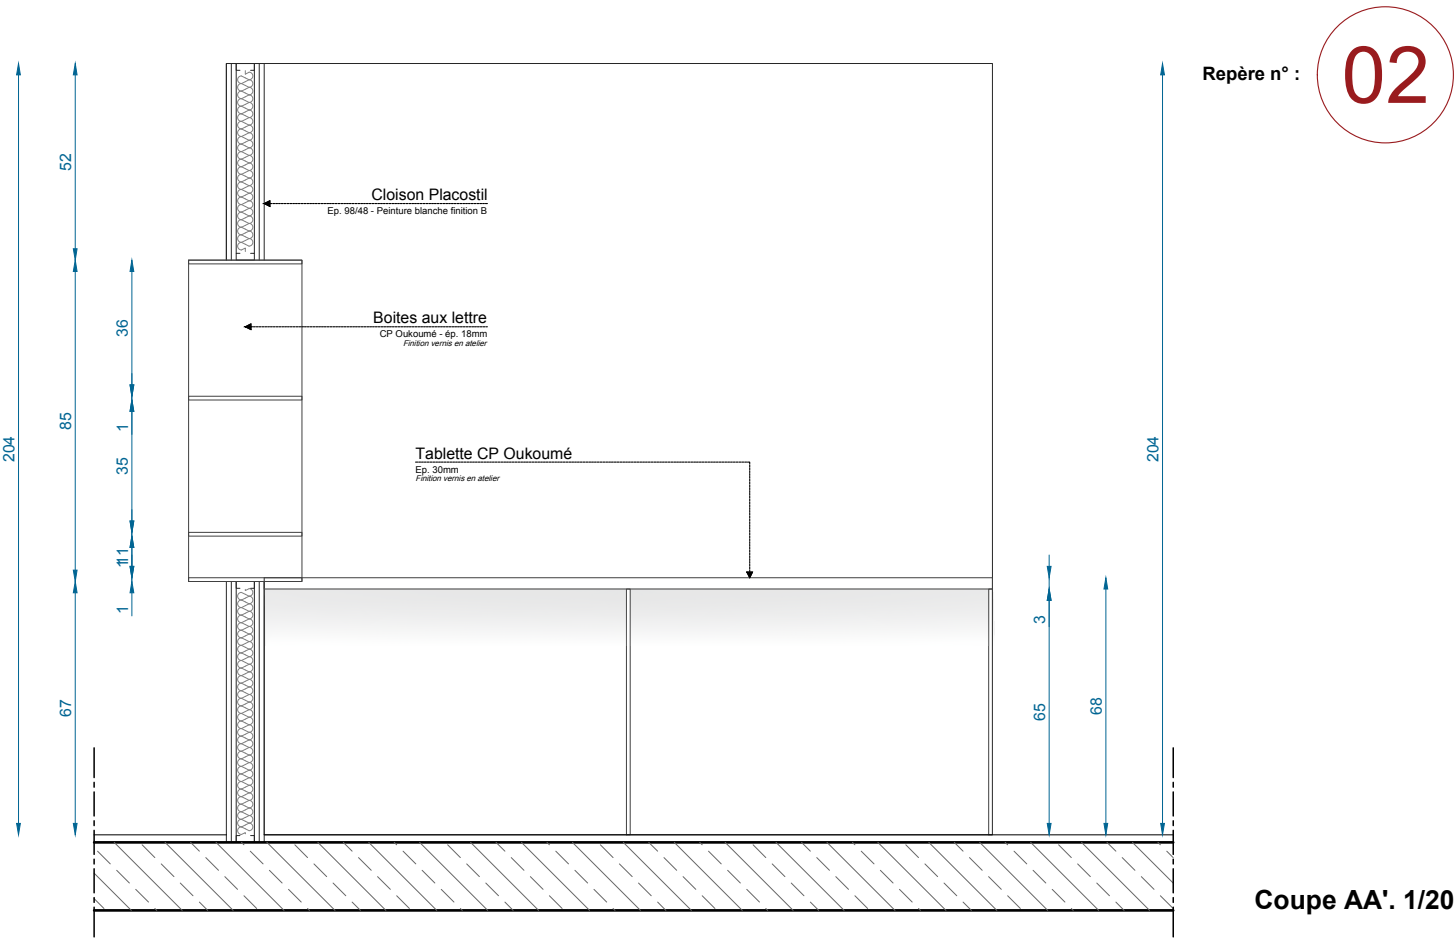 Repère n° :
02
Cloison Placostil
Ep. 98/48 - Peinture blanche finition B
Boites aux lettre
CP Oukoumé - ép. 18mm
Finition vernis en atelier
Tablette CP Oukoumé
Ep. 30mm
Finition vernis en atelier
204
52
85
67
36
1
35
11
1
1
3
65
68
204
Coupe AA'. 1/20